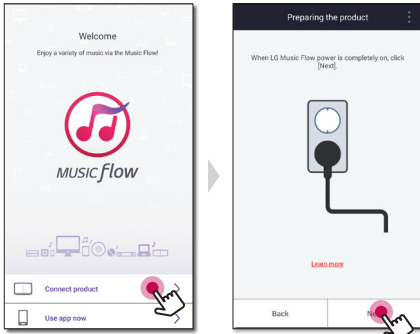 Welcome
Enjoy a variety of music via the Music Flow!
MUSIC flow
Connect product
Use app now
Preparing the product
When LG Music Flow power is completely on, click
[Next].
Learn more
Back